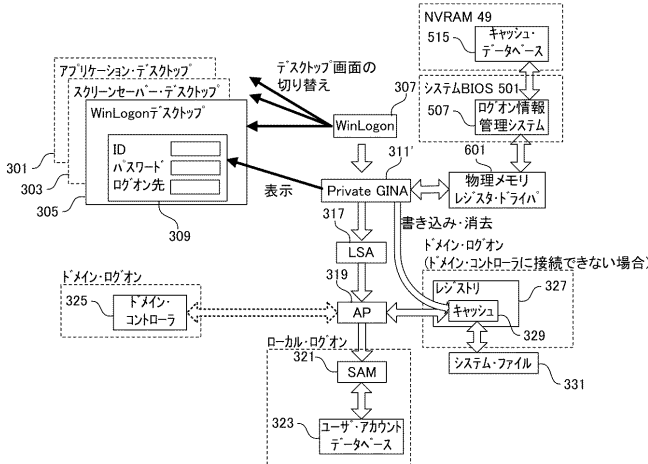 NVRAM 49
515
キャッシュ・
データベース
デスクトップ画面の
切り替え
アプリケーション・デスクトップ
スクリーンセーバー・デスクトップ
WinLogonデスクトップ
307
WinLogon
システムBIOS 501
507
ログオン情報
管理システム
ID
パスワード
ログオン先
301
303
305
309
表示
311'
Private GINA
601
物理メモリ
レジスタ・ドライバ
書き込み・消去
317
LSA
ドメイン・ログオン
(ドメイン・コントローラに接続できない場合)
319
レジストリ
327
ドメイン・ログオン
325
ドメイン・
コントローラ
AP
キャッシュ
329
ローカル・ログオン
321
SAM
システム・ファイル
331
323
ユーザ・アカウント
データベース